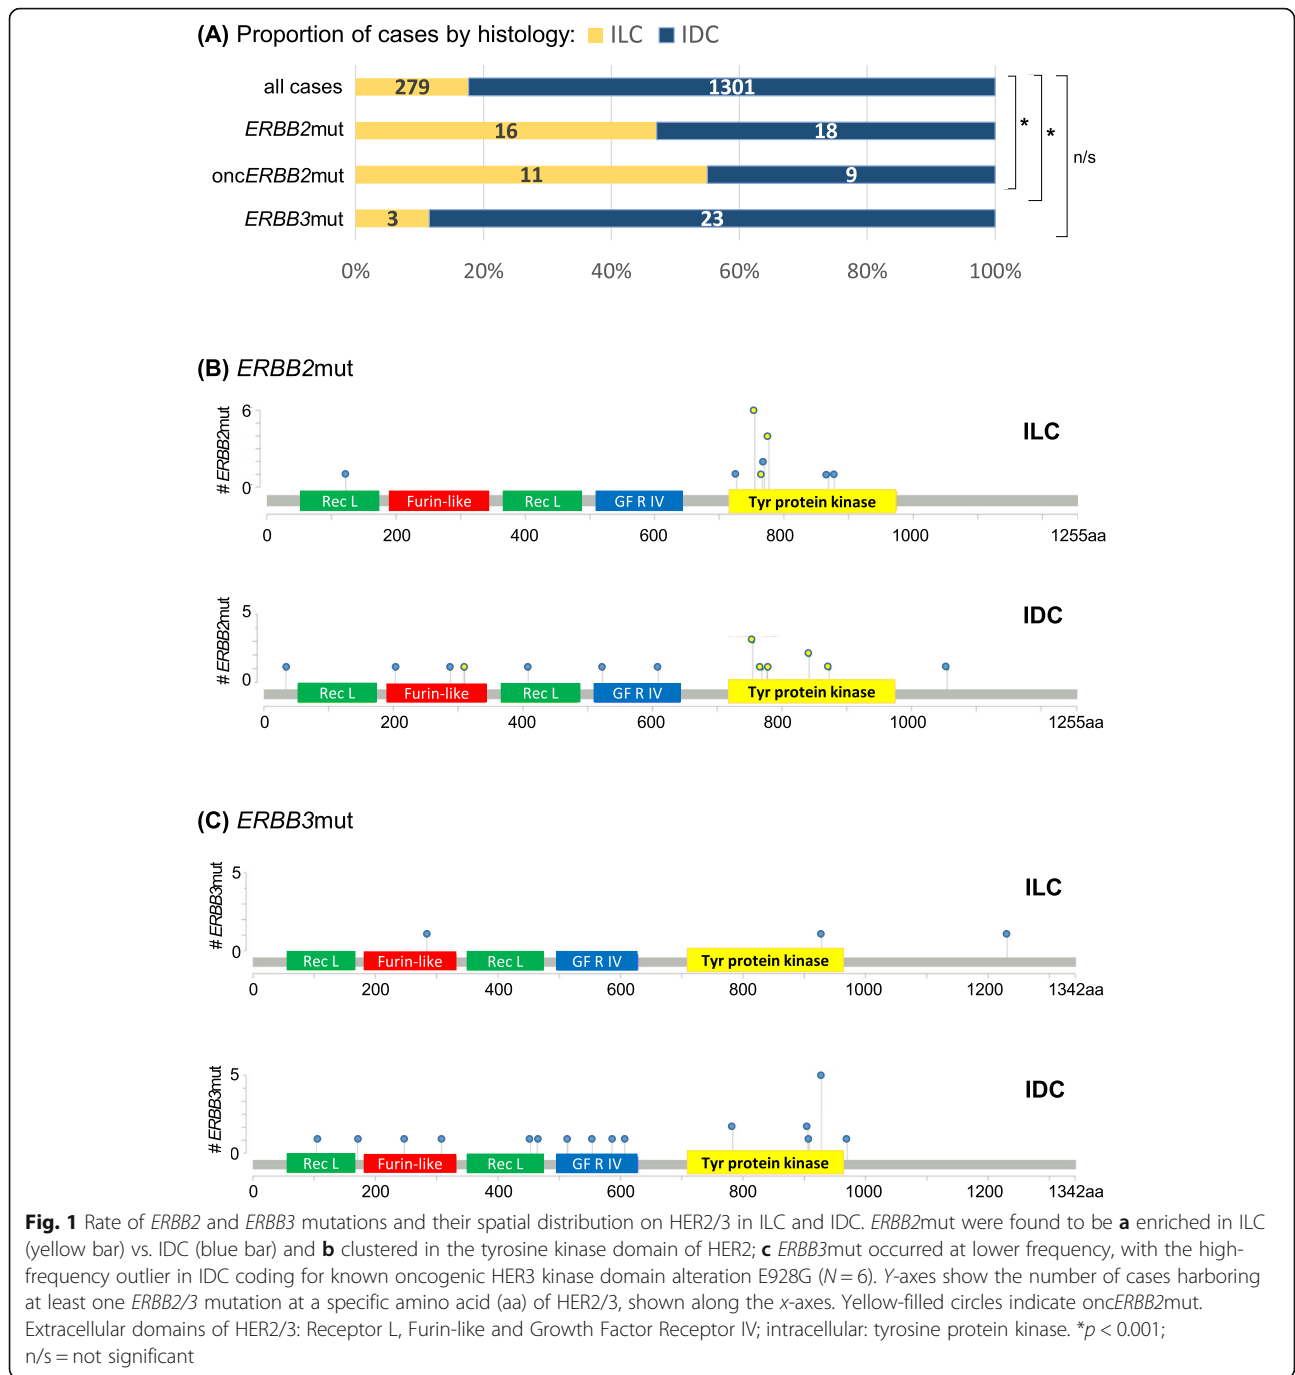 (A) Proportion of cases by histology: ILC IDC
all cases 279 1301
ERBB2mut 16 18
oncERBB2mut 11 9
ERBB3mut 3 23
* * n/s
0% 20% 40% 60% 80% 100%
(B) ERBB2mut
# ERBB2mut
6
0
ILC
Rec L Furin-like Rec L GF R IV Tyr protein kinase
0 200 400 600 800 1000 1255aa
# ERBB2mut
5
0
IDC
Rec L Furin-like Rec L GF R IV Tyr protein kinase
0 200 400 600 800 1000 1255aa
(C) ERBB3mut
# ERBB3mut
5
0
ILC
Rec L Furin-like Rec L GF R IV Tyr protein kinase
0 200 400 600 800 1000 1200 1342aa
# ERBB3mut
5
0
IDC
Rec L Furin-like Rec L GF R IV Tyr protein kinase
0 200 400 600 800 1000 1200 1342aa
Fig. 1 Rate of ERBB2 and ERBB3 mutations and their spatial distribution on HER2/3 in ILC and IDC. ERBB2mut were found to be a enriched in ILC
(yellow bar) vs. IDC (blue bar) and b clustered in the tyrosine kinase domain of HER2; c ERBB3mut occurred at lower frequency, with the high-
frequency outlier in IDC coding for known oncogenic HER3 kinase domain alteration E928G (N = 6). Y-axes show the number of cases harboring
at least one ERBB2/3 mutation at a specific amino acid (aa) of HER2/3, shown along the x-axes. Yellow-filled circles indicate oncERBB2mut.
Extracellular domains of HER2/3: Receptor L, Furin-like and Growth Factor Receptor IV; intracellular: tyrosine protein kinase. *p < 0.001;
n/s = not significant